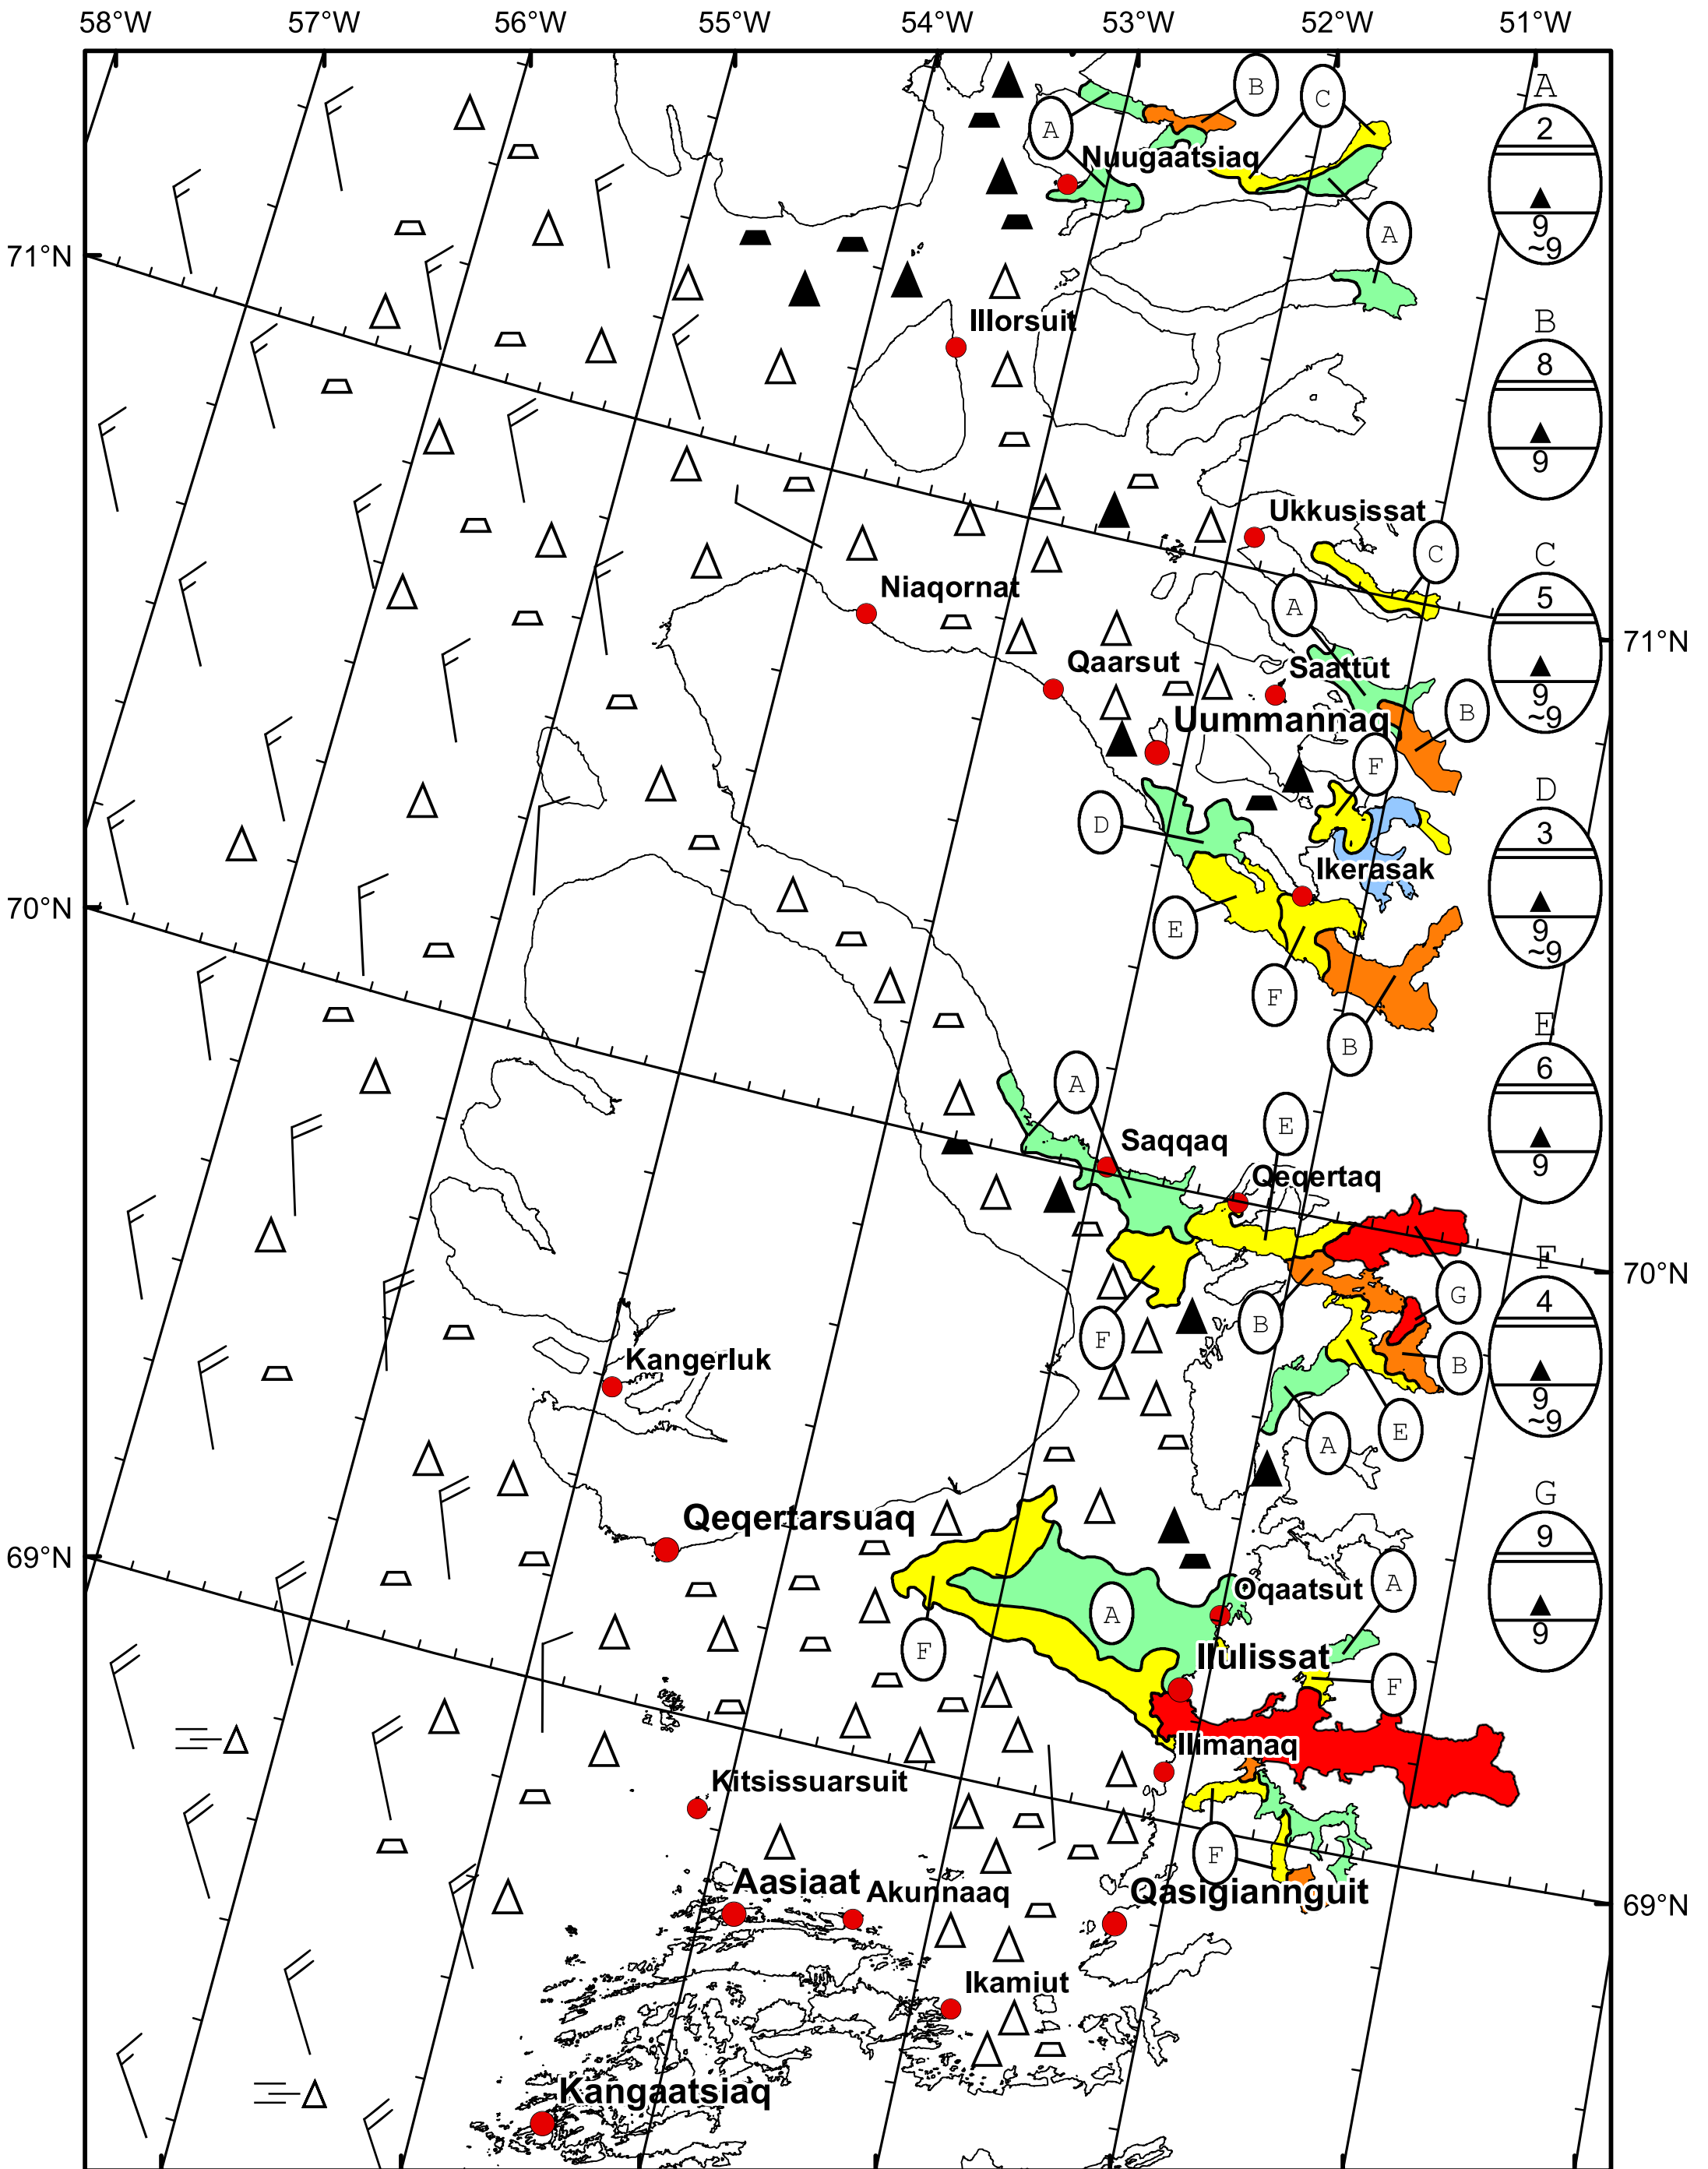 58°W 57°W 56°W 55°W 54°W 53°W 52°W 51°W
B
C
A
A
2
9
~9
A
Nuugaatsiaq
A
71°N
Illorsuit
B
8
9
Ukkusissat
C
C
5
9
~9
Niaqornat
A
71°N
Qaarsut
Saattut
B
Uummannaq
F
D
3
9
~9
D
Ikerasak
70°N
E
F
B
E
6
9
A
E
Saqqaq
Qeqertaq
70°N
F
4
9
~9
G
B
F
B
Kangerluk
E
A
G
9
9
Qeqertarsuaq
69°N
A
Oqaatsut
A
F
Ilulissat
F
Ilimanaq
Kitsissuarsuit
F
Aasiaat
Akunnaaq
Qasigiannguit
69°N
Ikamiut
Kangaatsiaq